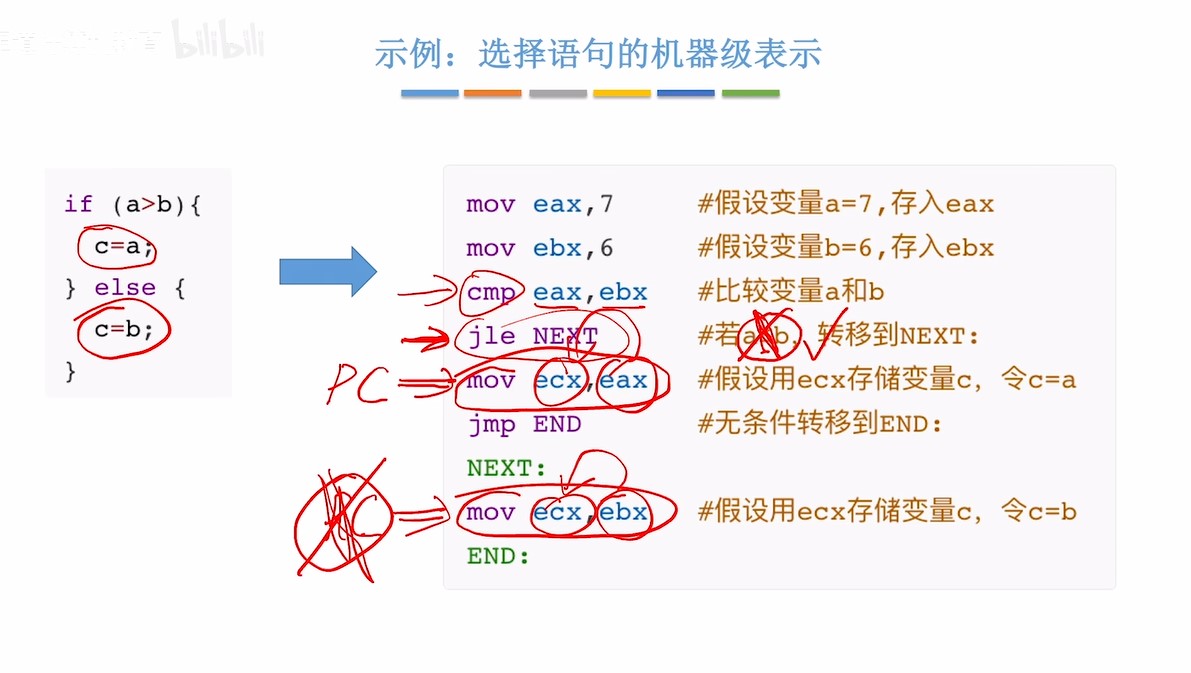 bilibili
示例：选择语句的机器级表示
if (a>b){
c=a;
} else {
c=b;
}
mov eax,7 #假设变量a=7,存入eax
mov ebx,6 #假设变量b=6,存入ebx
cmp eax,ebx #比较变量a和b
jle NEXT #若a b，转移到NEXT:
PC mov ecx,eax #假设用ecx存储变量c，令c=a
jmp END #无条件转移到END:
NEXT:
mov ecx,ebx #假设用ecx存储变量c，令c=b
END: